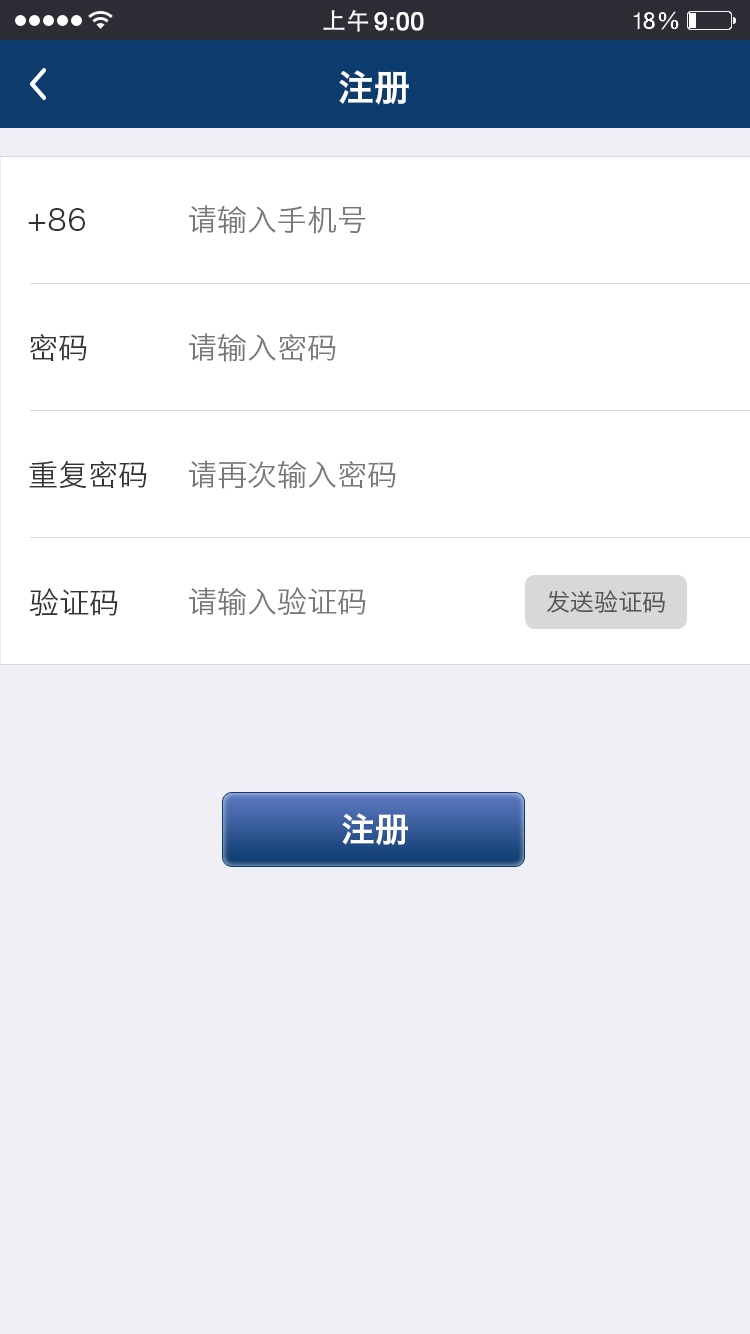 上午9:00 18%
注册
+86 请输入手机号
密码 请输入密码
重复密码 请再次输入密码
验证码 请输入验证码 发送验证码
注册